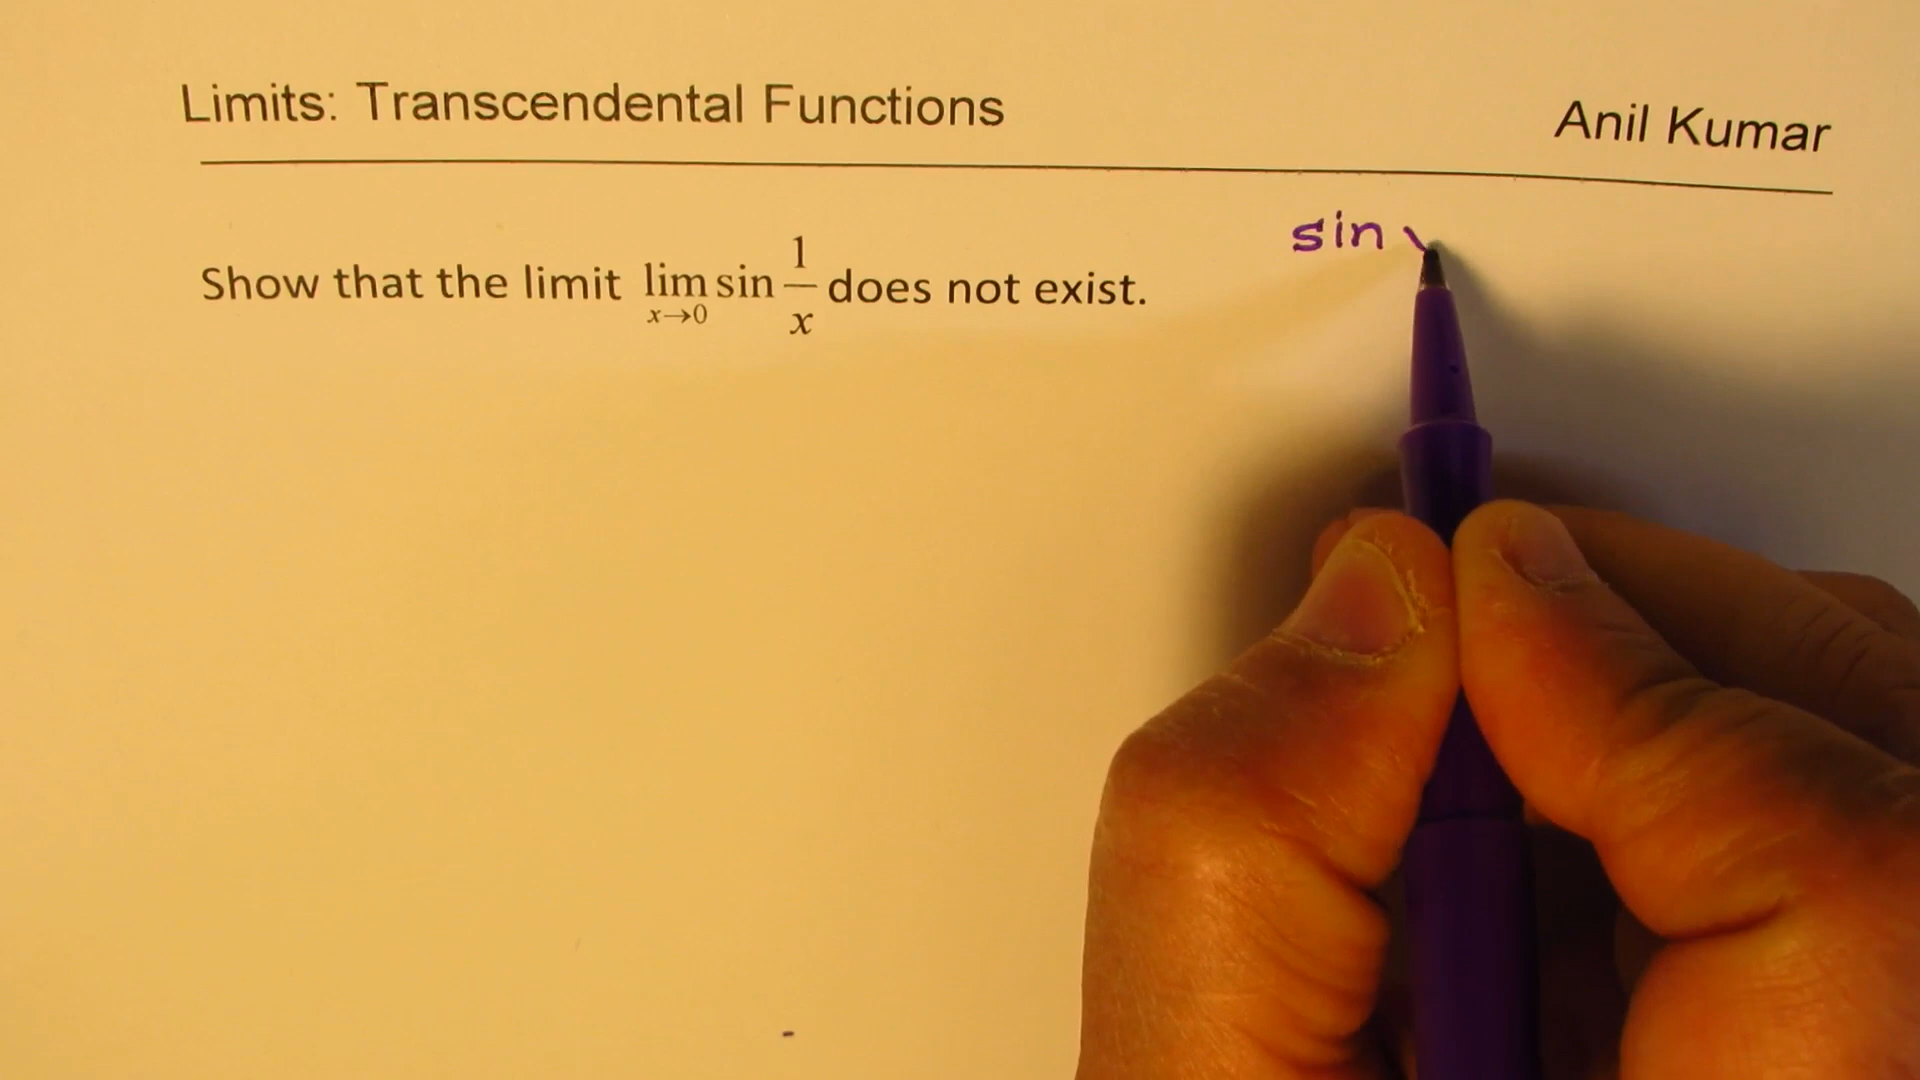 Limits: Transcendental Functions
Anil Kumar
sin
Show that the limit lim x→0 sin 1/x does not exist.